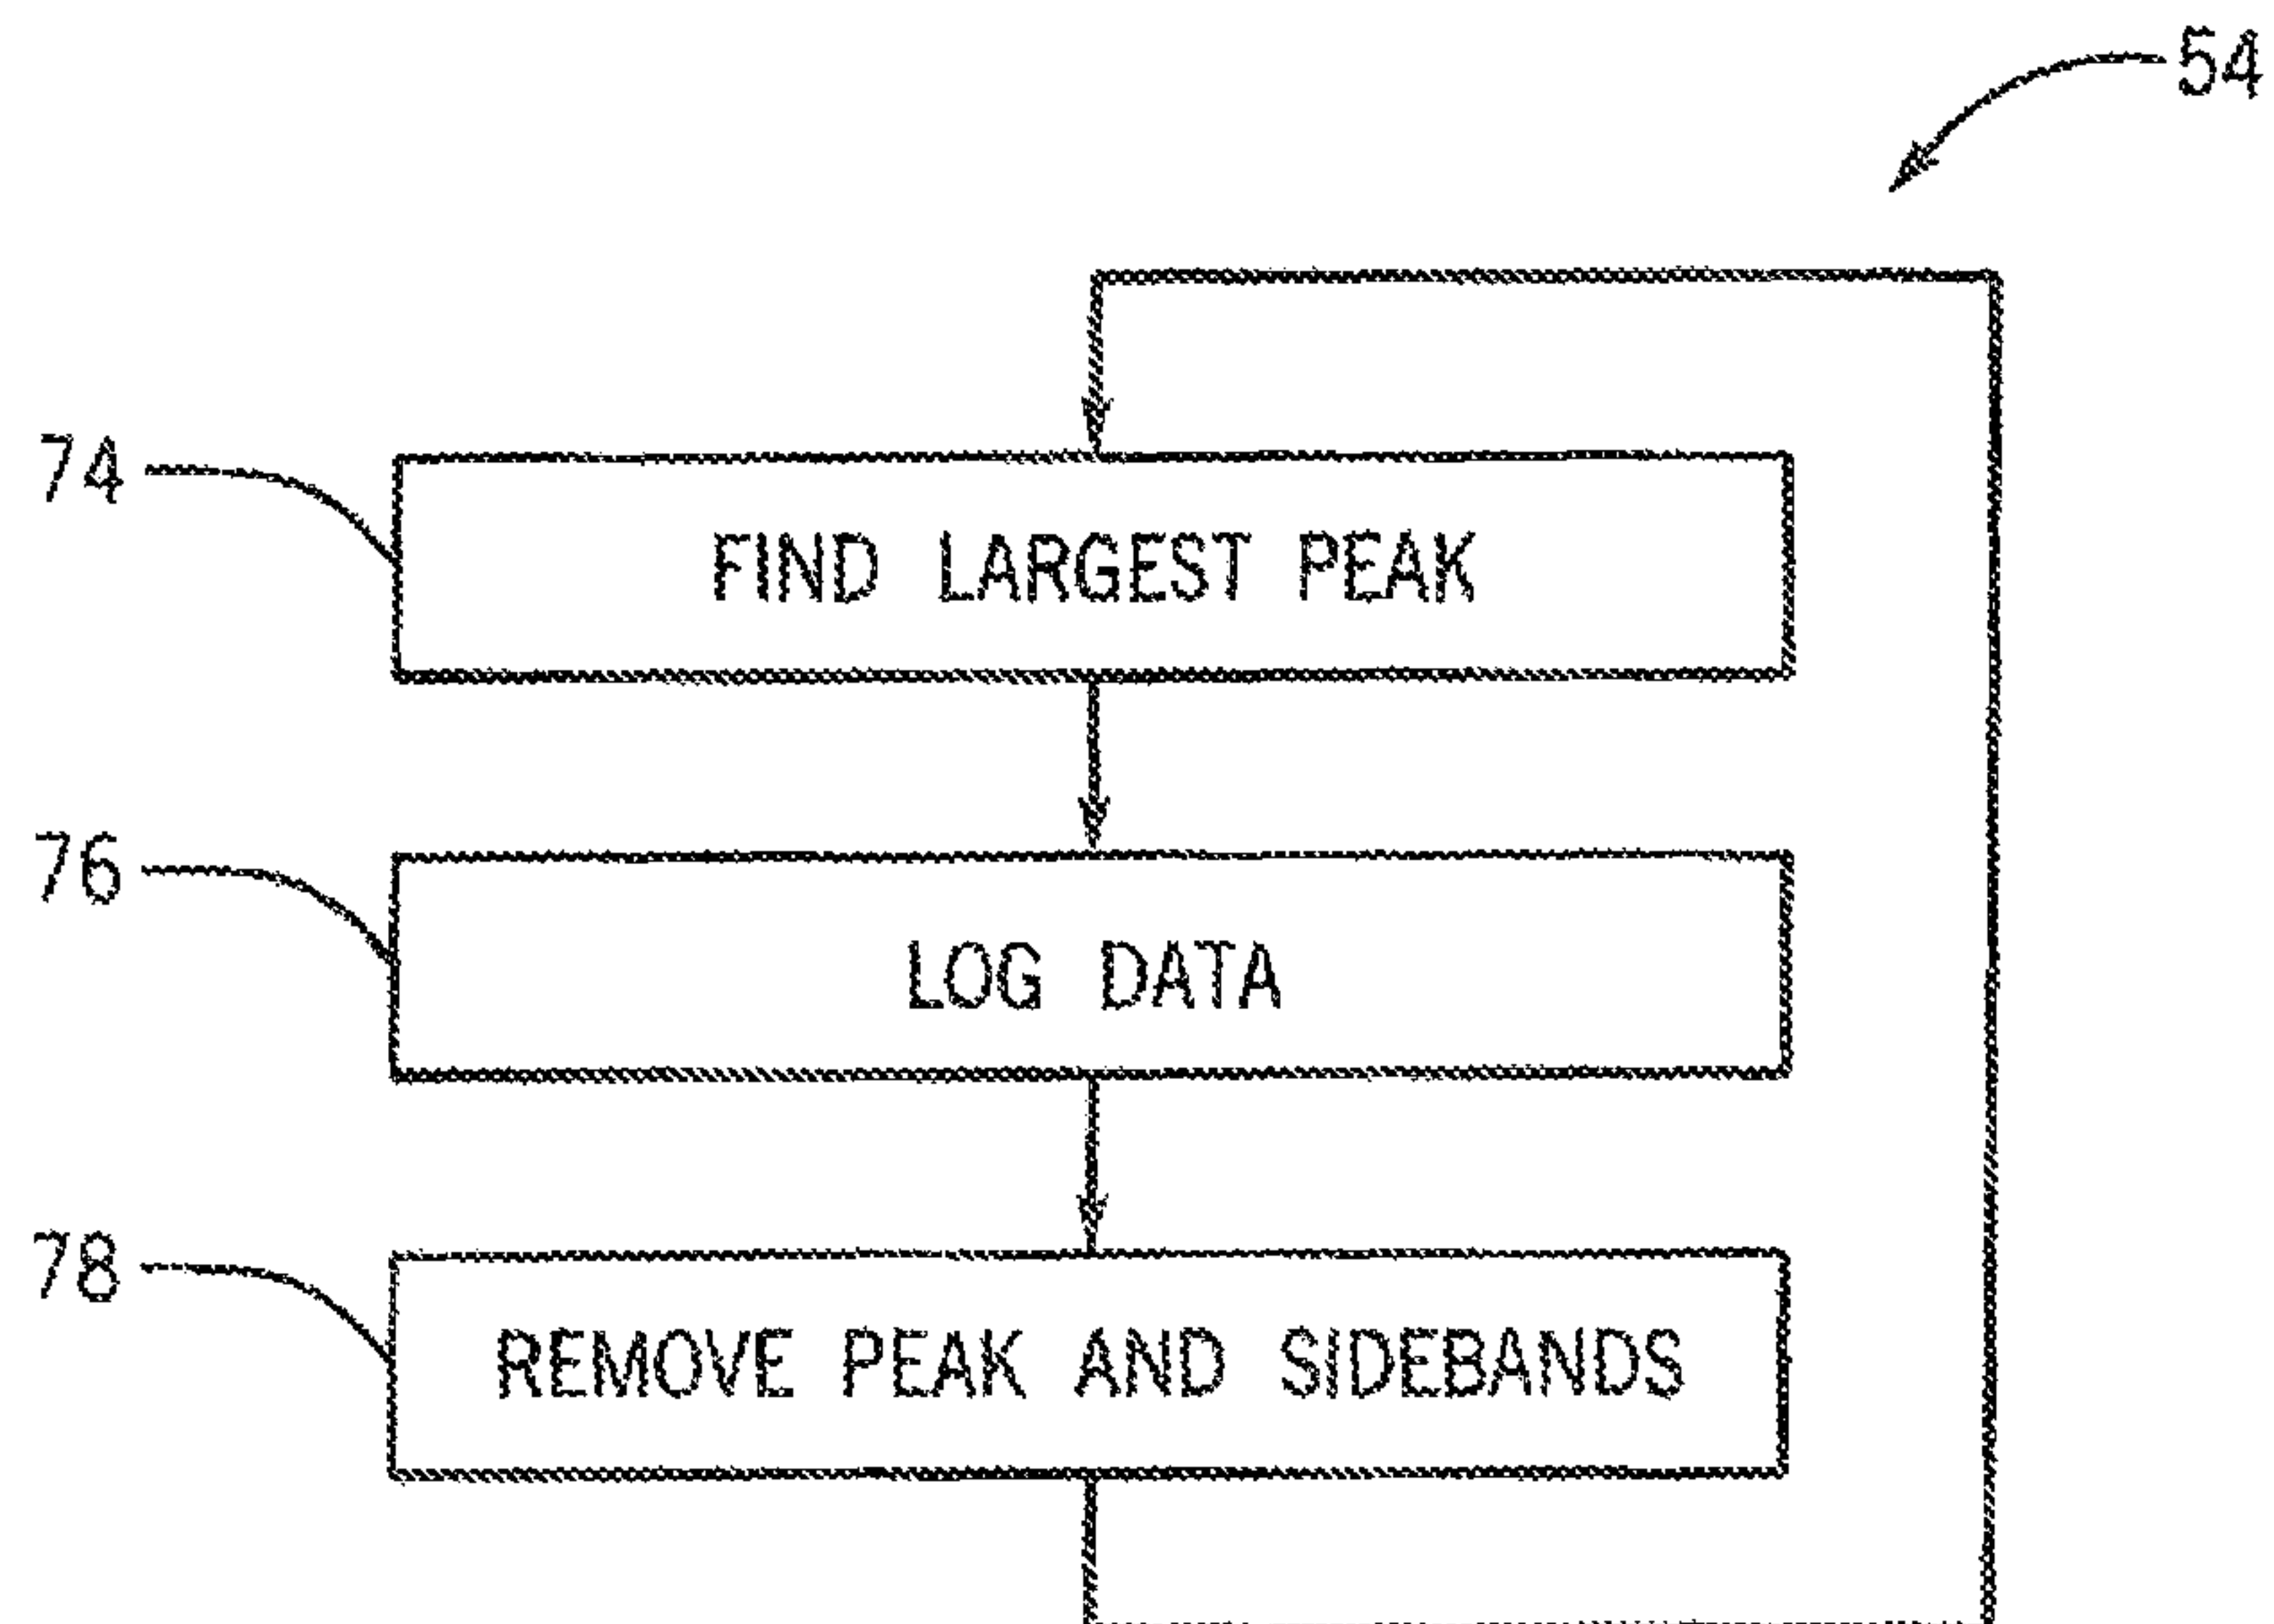 54
74
FIND LARGEST PEAK
76
LOG DATA
78
REMOVE PEAK AND SIDEBANDS